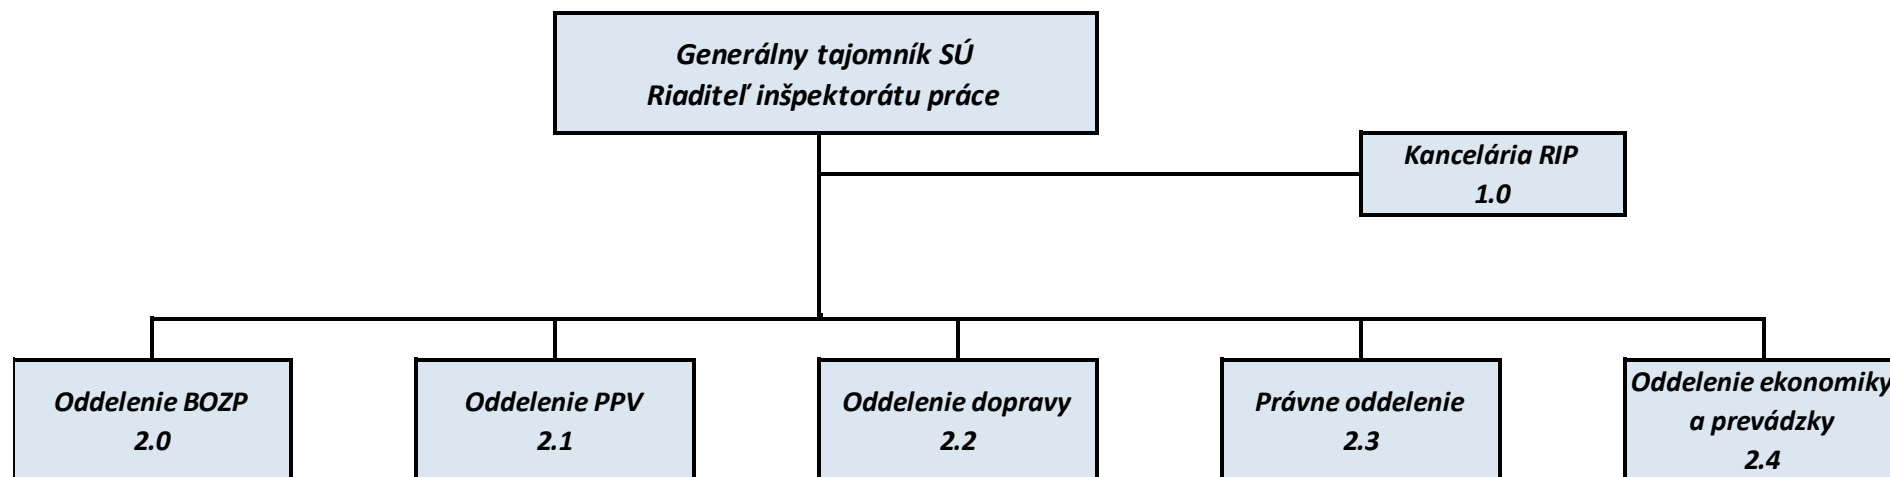 Generálny tajomník SÚ
Riaditeľ inšpektorátu práce
Kancelária RIP
1.0
Oddelenie BOZP
2.0
Oddelenie PPV
2.1
Oddelenie dopravy
2.2
Právne oddelenie
2.3
Oddelenie ekonomiky
a prevádzky
2.4